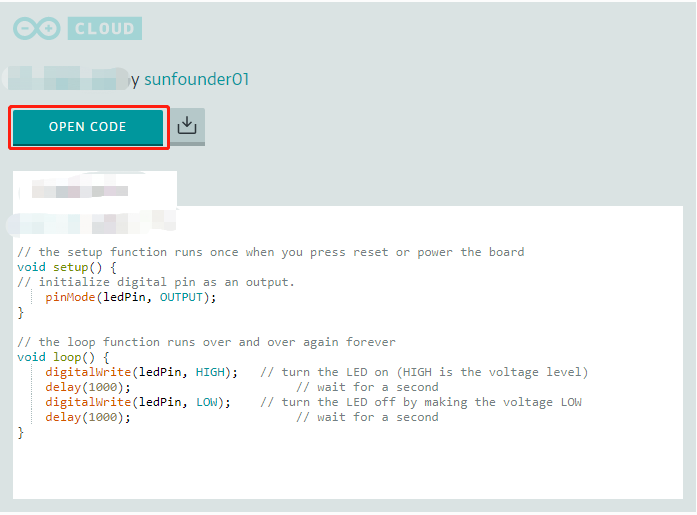 CLOUD
y sunfounder01
OPEN CODE
// the setup function runs once when you press reset or power the board
void setup() {
// initialize digital pin as an output.
pinMode(ledPin, OUTPUT);
}
// the loop function runs over and over again forever
void loop() {
digitalWrite(ledPin, HIGH); // turn the LED on (HIGH is the voltage level)
delay(1000); // wait for a second
digitalWrite(ledPin, LOW); // turn the LED off by making the voltage LOW
delay(1000); // wait for a second
}